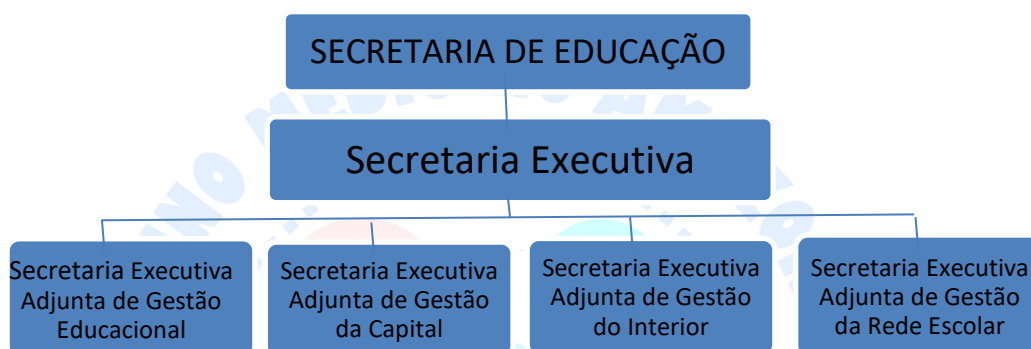 SECRETARIA DE EDUCAÇÃO
Secretaria Executiva
Secretaria Executiva
Adjunta de Gestão
Educacional
Secretaria Executiva
Adjunta de Gestão
da Capital
Secretaria Executiva
Adjunta de Gestão
do Interior
Secretaria Executiva
Adjunta de Gestão
da Rede Escolar